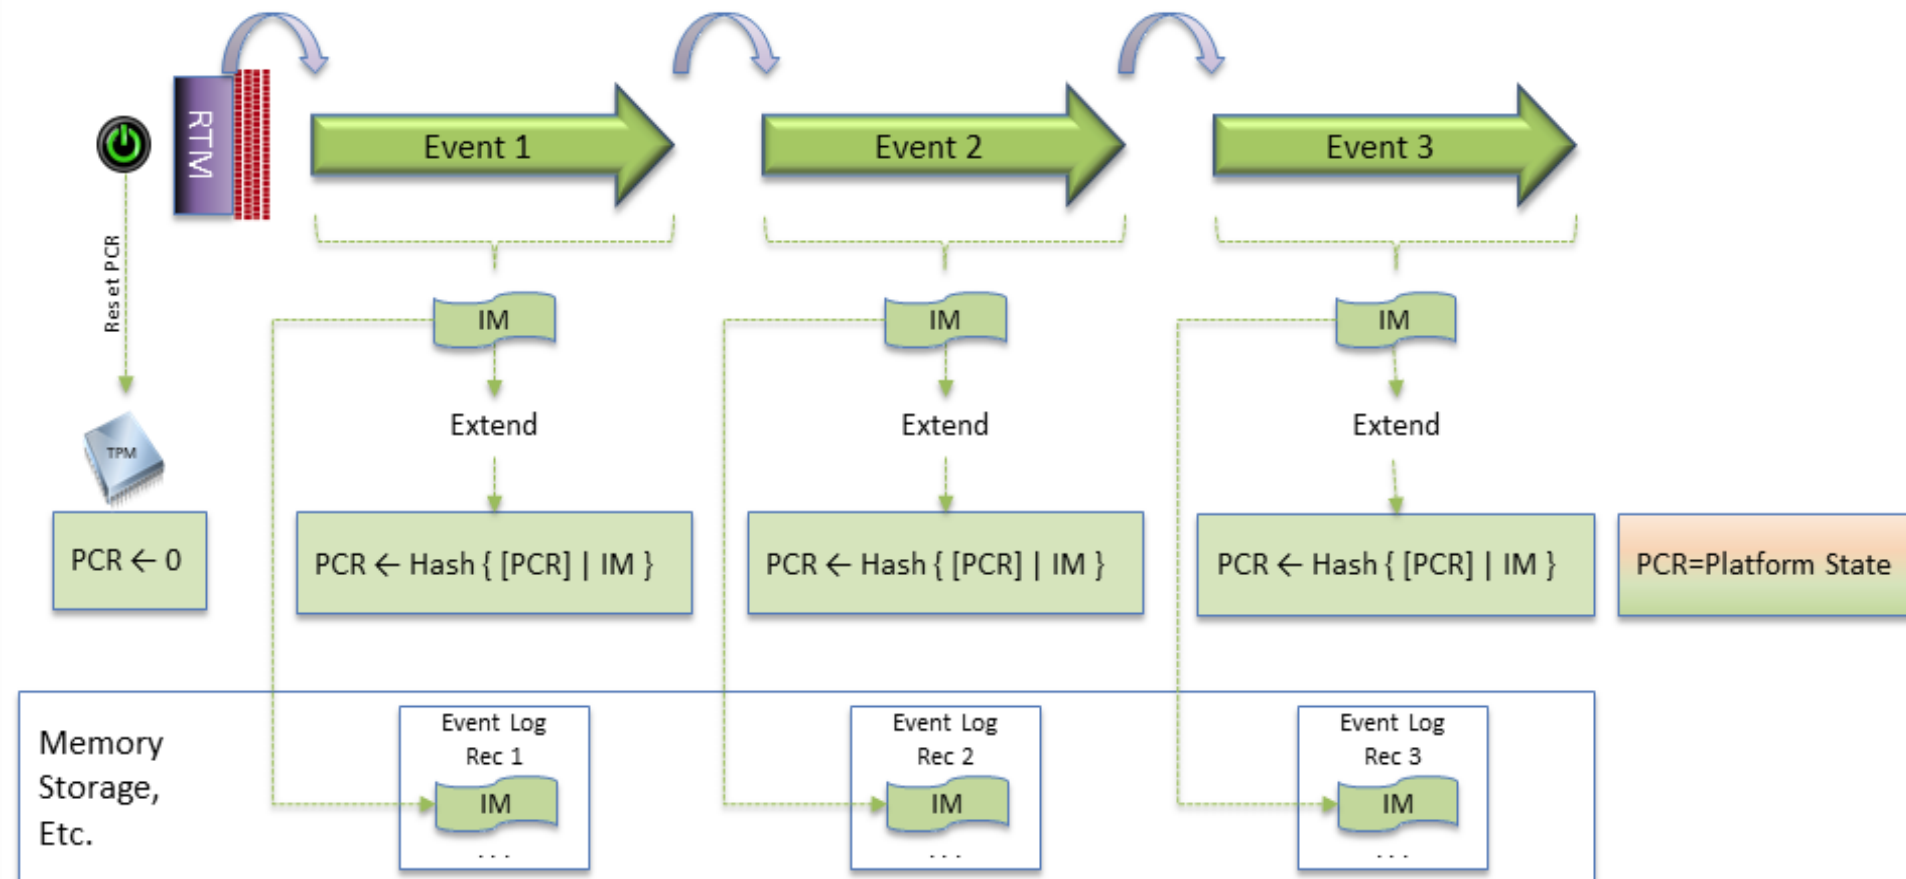 RTM
Event 1
Event 2
Event 3
Reset PCR
IM
IM
IM
Extend
Extend
Extend
TPM
PCR ← 0
PCR ← Hash { [PCR] | IM }
PCR ← Hash { [PCR] | IM }
PCR ← Hash { [PCR] | IM }
PCR=Platform State
Memory
Storage,
Etc.
Event Log
Rec 1
IM
. . .
Event Log
Rec 2
IM
. . .
Event Log
Rec 3
IM
. . .